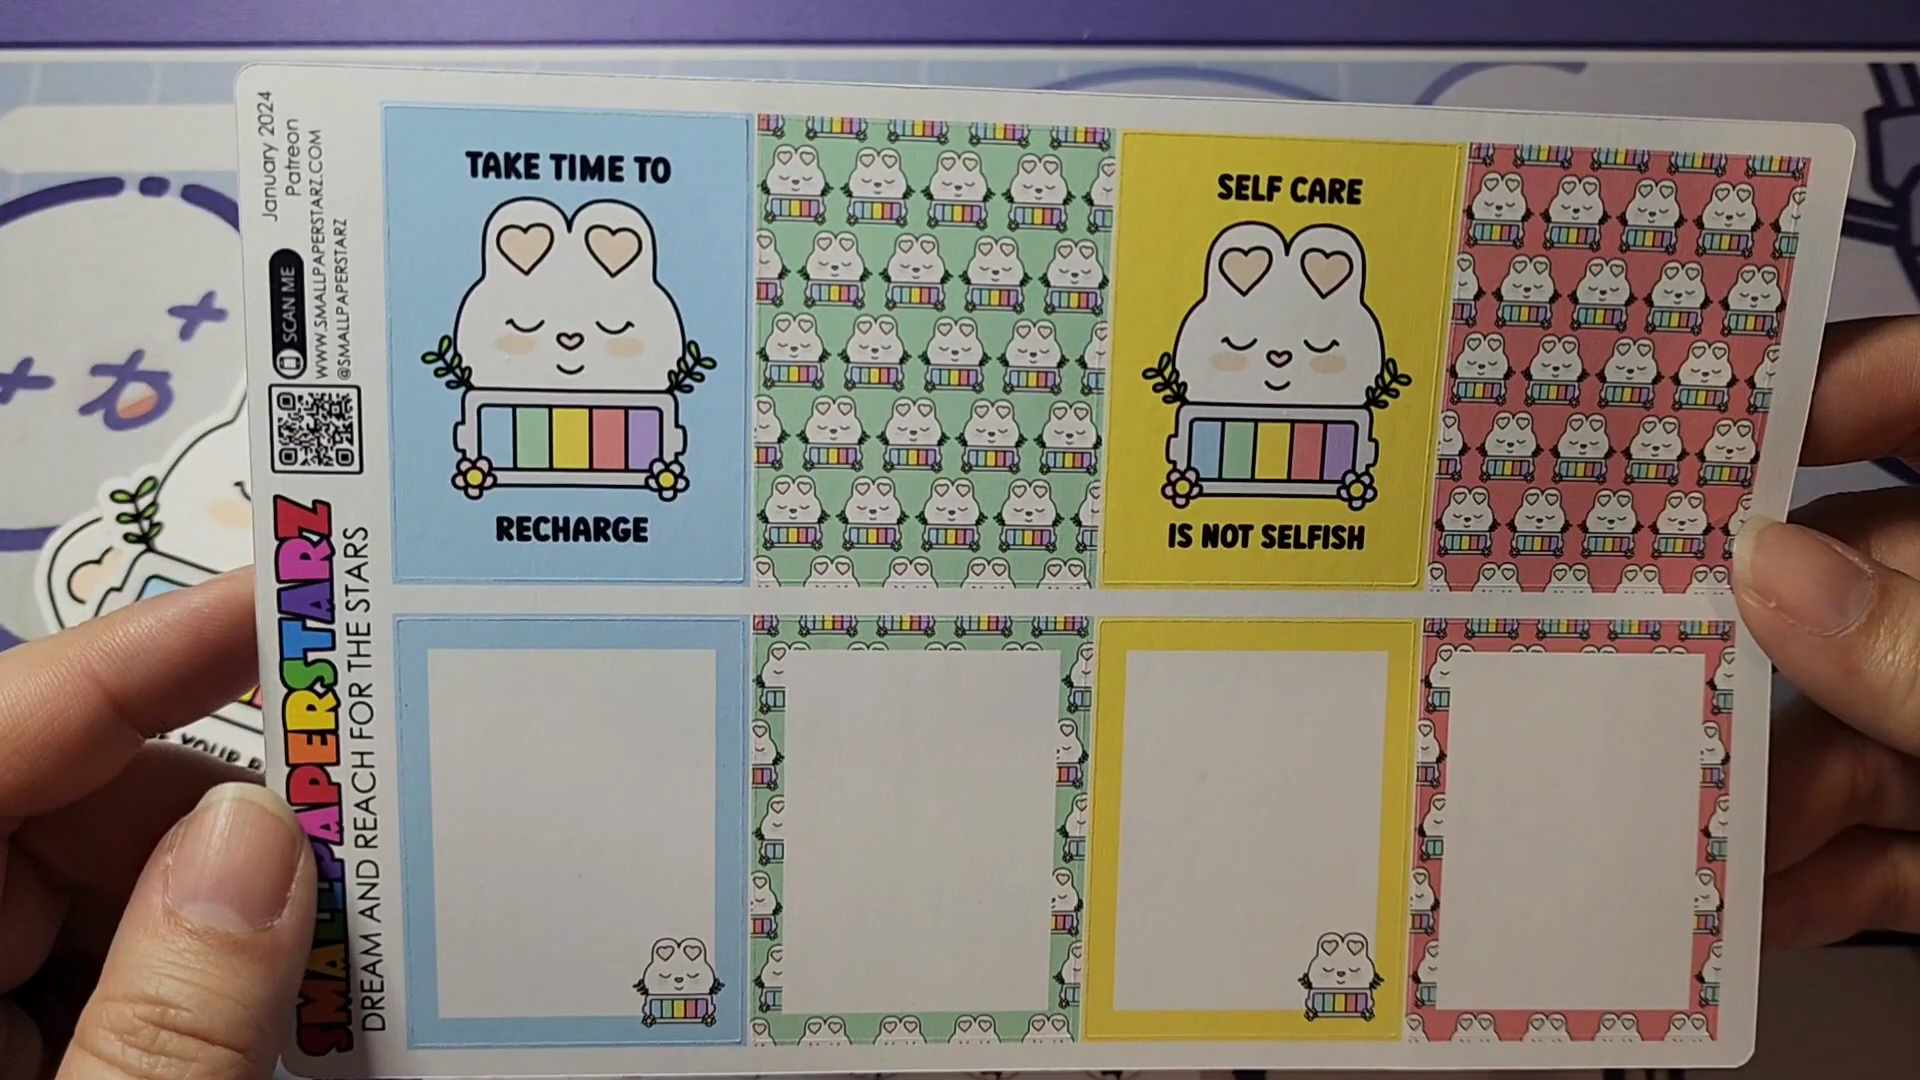 January 2024
Patreon
WWW.SMALLPAPERSTARZ.COM
@SMALLPAPERSTARZ
SCAN ME
SMALLPAPERSTARZ
DREAM AND REACH FOR THE STARS
TAKE TIME TO
RECHARGE
SELF CARE
IS NOT SELFISH
YOUR